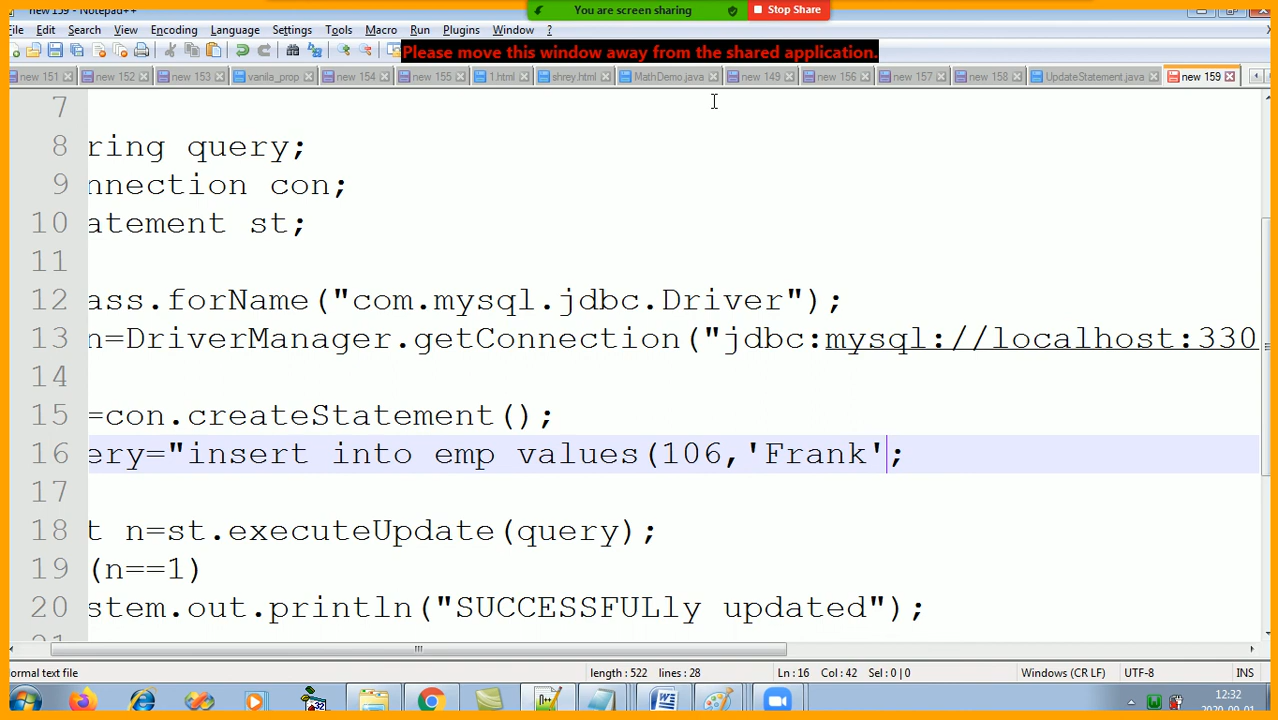 new 159 - Notepad++
You are screen sharing
Stop Share
File Edit Search View Encoding Language Settings Tools Macro Run Plugins Window ?
Please move this window away from the shared application.
new 151 new 152 new 153 vanila_prop new 154 new 155 1.html shrey.html MathDemo.java new 149 new 156 new 157 new 158 UpdateStatement.java new 159
7
8 ring query;
9 nnection con;
10 atement st;
11
12 ass.forName("com.mysql.jdbc.Driver");
13 n=DriverManager.getConnection("jdbc:mysql://localhost:330
14
15 =con.createStatement();
16 ery="insert into emp values(106,'Frank';
17
18 t n=st.executeUpdate(query);
19 (n==1)
20 stem.out.println("SUCCESSFULly updated");
21
ormal text file length : 522 lines : 28 Ln : 16 Col : 42 Sel : 0 | 0 Windows (CR LF) UTF-8 INS
12:32
2020-09-01